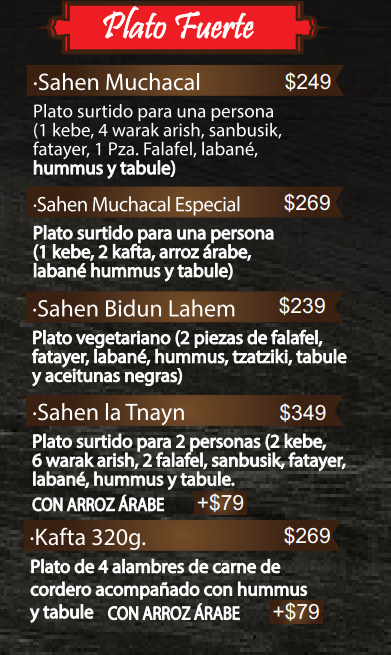 Plato Fuerte
·Sahen Muchacal $249
Plato surtido para una persona
(1 kebe, 4 warak arish, sanbusik,
fatayer, 1 Pza. Falafel, labané,
hummus y tabule)
·Sahen Muchacal Especial $269
Plato surtido para una persona
(1 kebe, 2 kafta, arroz árabe,
labané hummus y tabule)
·Sahen Bidun Lahem $239
Plato vegetariano (2 piezas de falafel,
fatayer, labané, hummus, tzatziki, tabule
y aceitunas negras)
·Sahen la Tnayn $349
Plato surtido para 2 personas (2 kebe,
6 warak arish, 2 falafel, sanbusik, fatayer,
labané, hummus y tabule.
CON ARROZ ÁRABE +$79
·Kafta 320g. $269
Plato de 4 alambres de carne de
cordero acompañado con hummus
y tabule CON ARROZ ÁRABE +$79